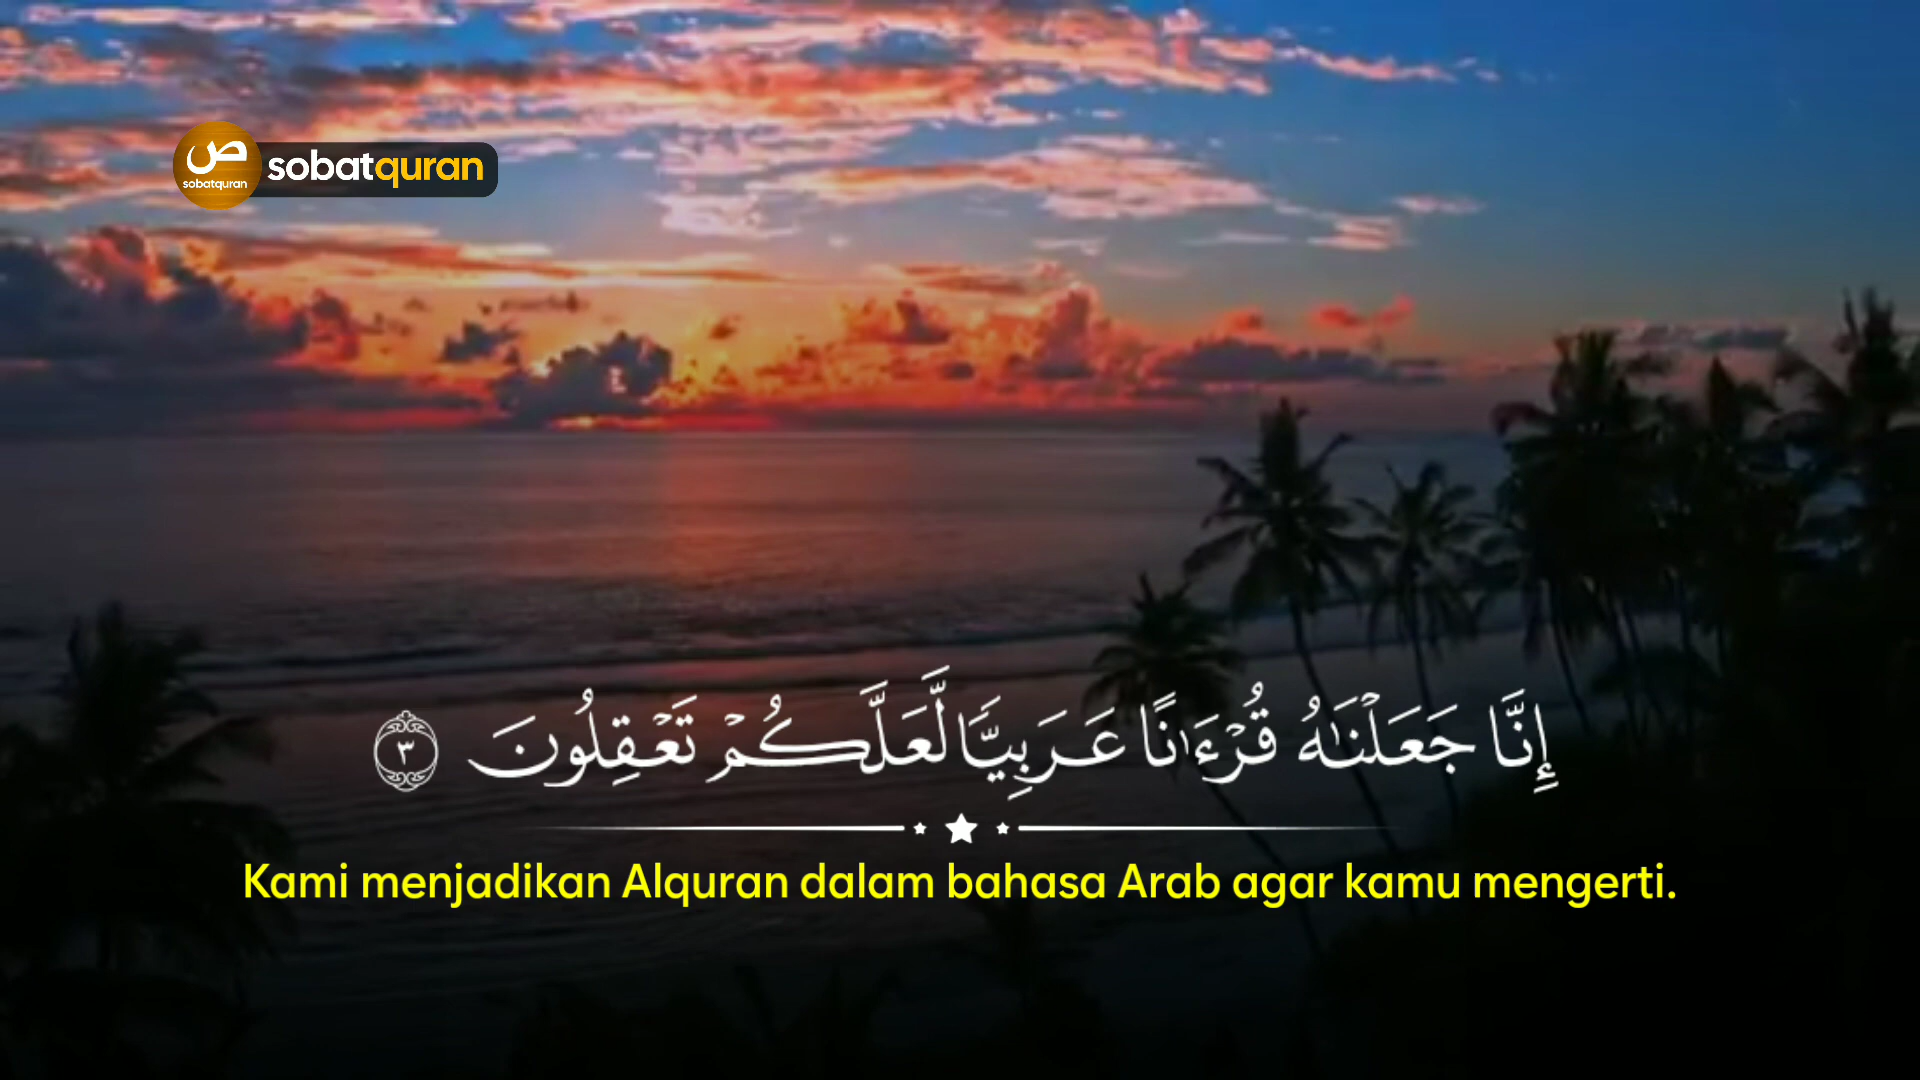 ص
sobatquran
sobatquran
إِنَّا جَعَلْنَٰهُ قُرْءَٰنًا عَرَبِيًّا لَّعَلَّكُمْ تَعْقِلُونَ ٣
Kami menjadikan Alquran dalam bahasa Arab agar kamu mengerti.